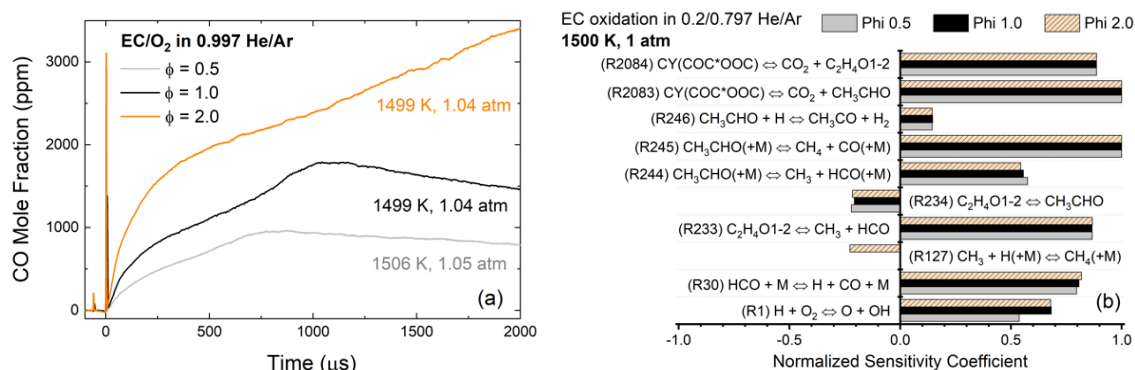 EC/O₂ in 0.997 He/Ar
ϕ = 0.5
ϕ = 1.0
ϕ = 2.0
1499 K, 1.04 atm
1499 K, 1.04 atm
1506 K, 1.05 atm
(a)
CO Mole Fraction (ppm)
3000
2000
1000
0
0
500
1000
1500
2000
Time (μs)
EC oxidation in 0.2/0.797 He/Ar
Phi 0.5
Phi 1.0
Phi 2.0
1500 K, 1 atm
(R2084) CY(COC*OOC) ⇔ CO₂ + C₂H₄O1-2
(R2083) CY(COC*OOC) ⇔ CO₂ + CH₃CHO
(R246) CH₃CHO + H ⇔ CH₃CO + H₂
(R245) CH₃CHO(+M) ⇔ CH₄ + CO(+M)
(R244) CH₃CHO(+M) ⇔ CH₃ + HCO(+M)
(R234) C₂H₄O1-2 ⇔ CH₃CHO
(R233) C₂H₄O1-2 ⇔ CH₃ + HCO
(R127) CH₃ + H(+M) ⇔ CH₄(+M)
(R30) HCO + M ⇔ H + CO + M
(R1) H + O₂ ⇔ O + OH
(b)
-1.0
-0.5
0.0
0.5
1.0
Normalized Sensitivity Coefficient